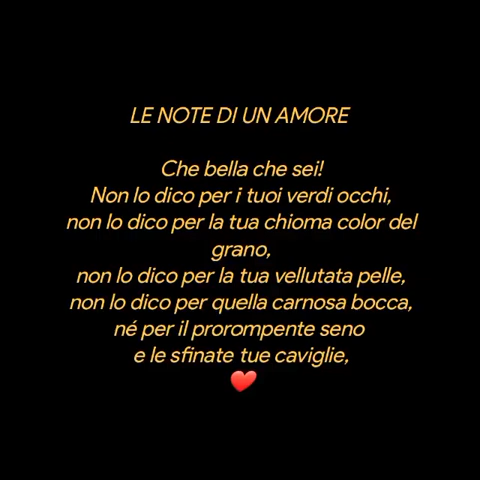 LE NOTE DI UN AMORE
Che bella che sei!
Non lo dico per i tuoi verdi occhi,
non lo dico per la tua chioma color del
grano,
non lo dico per la tua vellutata pelle,
non lo dico per quella carnosa bocca,
né per il prorompente seno
e le sfinate tue caviglie,
❤️